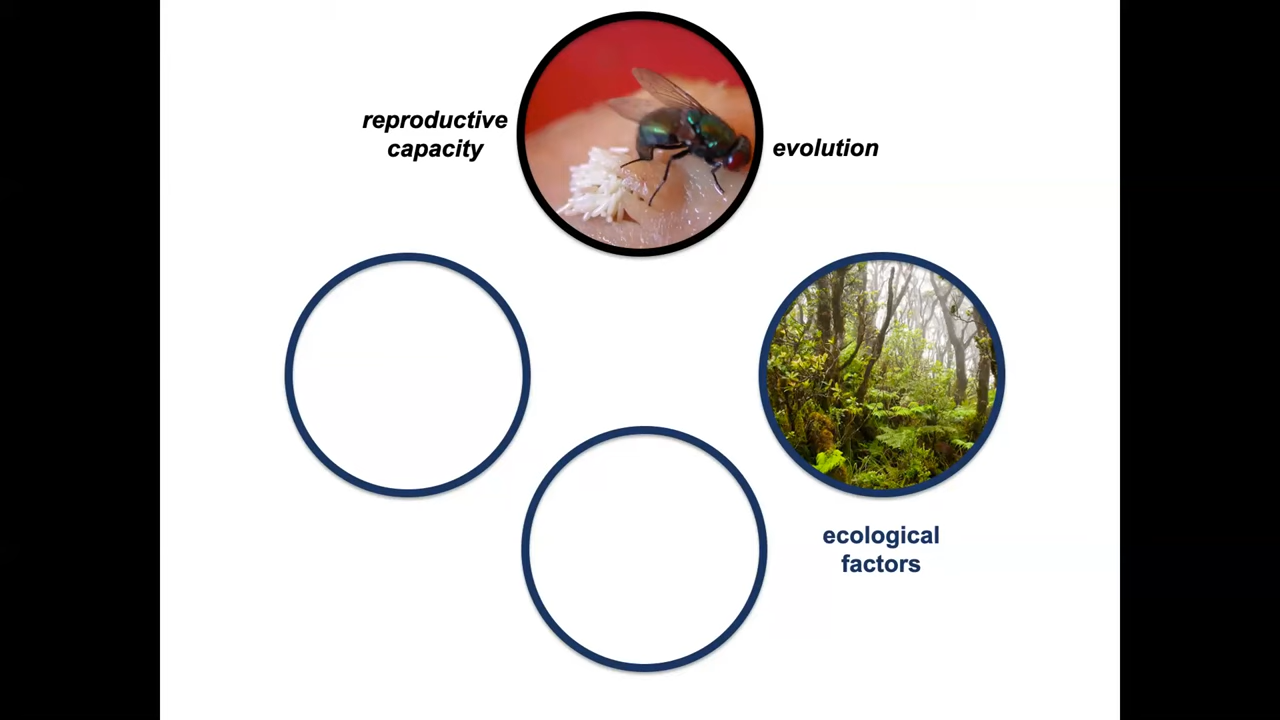 reproductive
capacity
evolution
ecological
factors